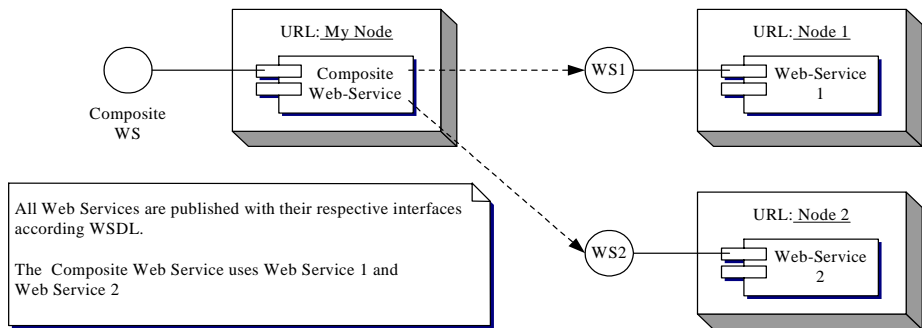 URL: My Node
Composite
Web-Service
Composite
WS
WS1
URL: Node 1
Web-Service
1
WS2
URL: Node 2
Web-Service
2
All Web Services are published with their respective interfaces
according WSDL.
The Composite Web Service uses Web Service 1 and
Web Service 2